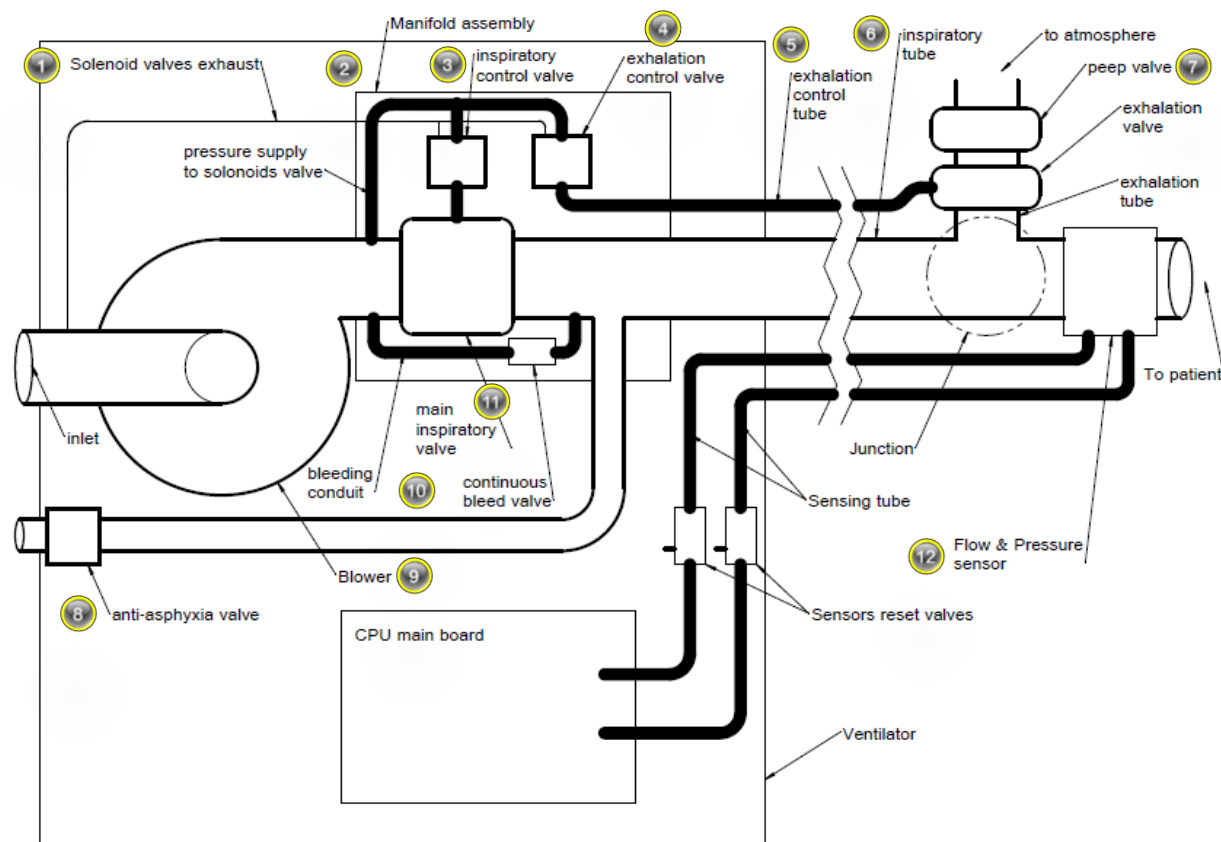 Manifold assembly
4
5
6
to atmosphere
1
Solenoid valves exhaust
2
3
inspiratory
control valve
exhalation
control valve
exhalation
control
tube
inspiratory
tube
peep valve
7
exhalation
valve
pressure supply
to solonoids valve
exhalation
tube
inlet
main
inspiratory
valve
11
bleeding
conduit
10
continuous
bleed valve
Junction
To patient
Sensing tube
12
Flow & Pressure
sensor
Blower
9
8
anti-asphyxia valve
Sensors reset valves
CPU main board
Ventilator